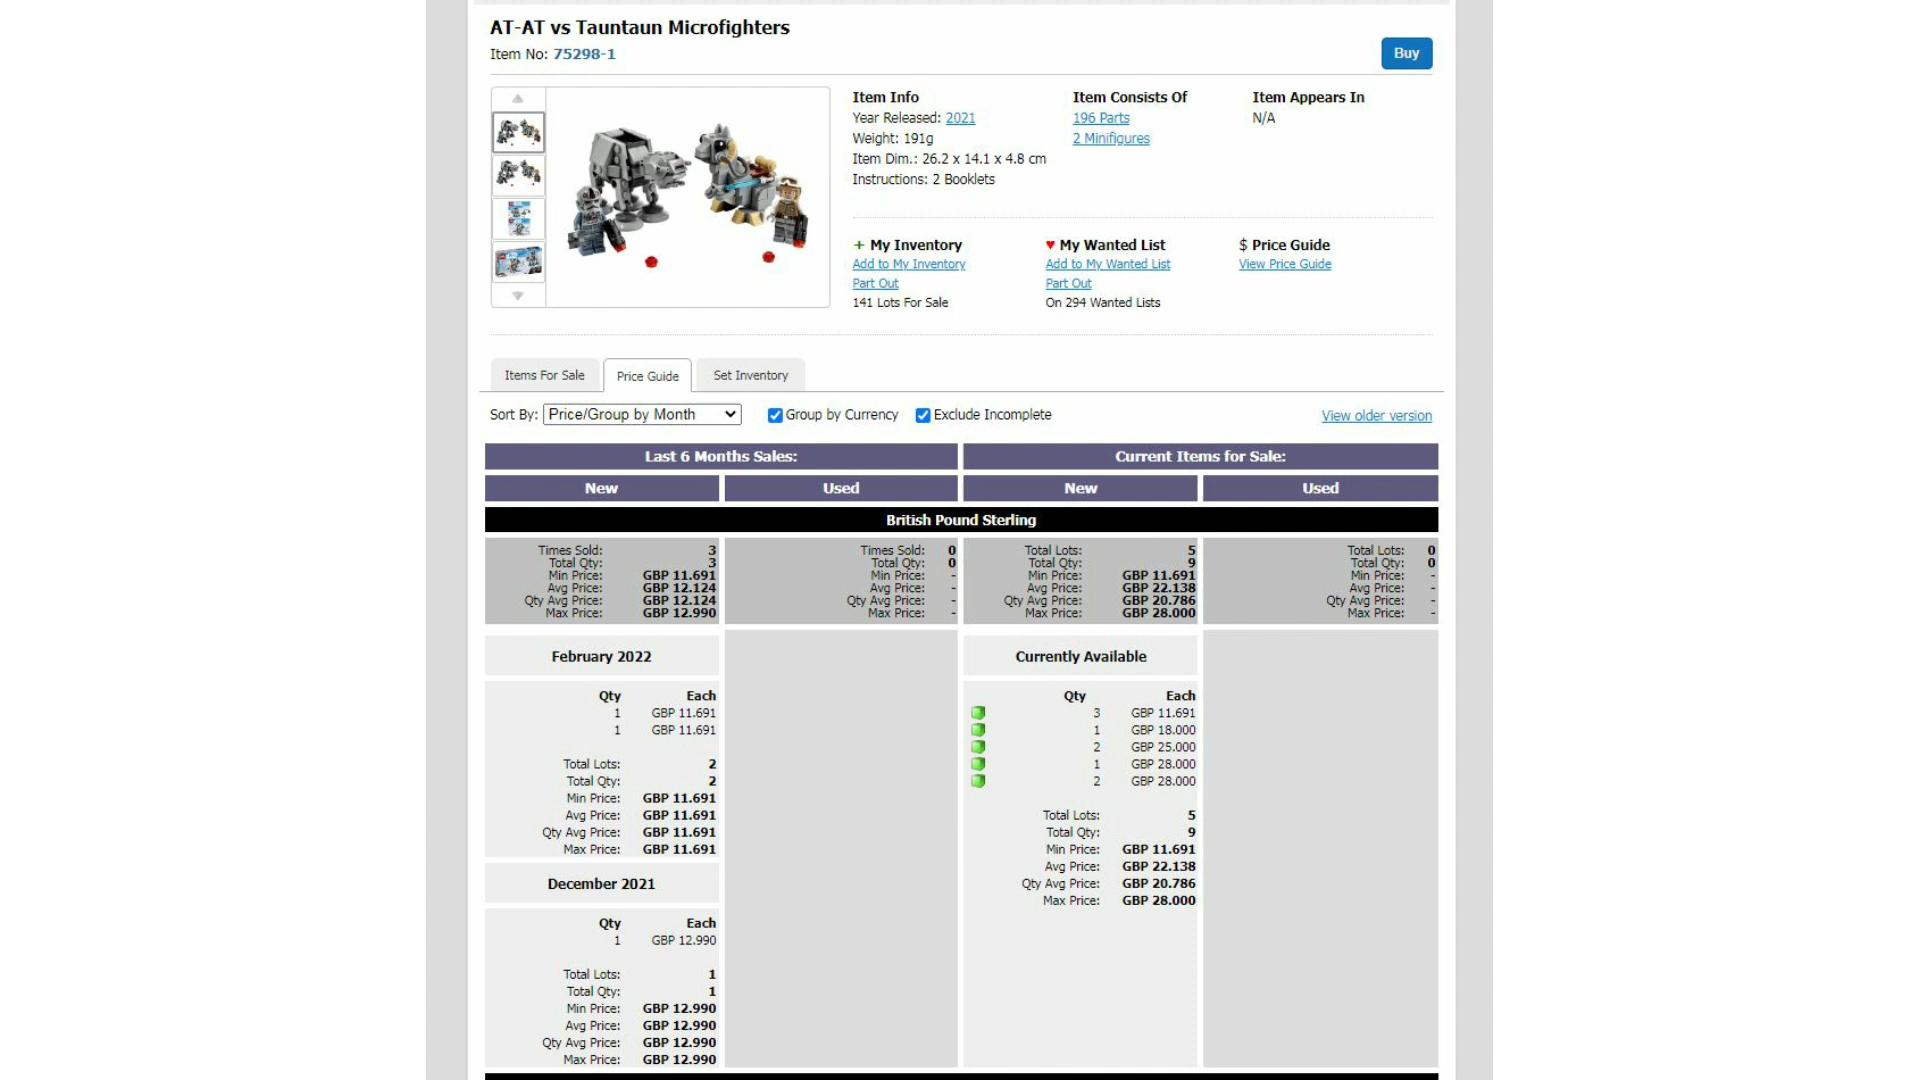 AT-AT vs Tauntaun Microfighters
Item No: 75298-1
Buy
Item Info
Year Released: 2021
Weight: 191g
Item Dim.: 26.2 x 14.1 x 4.8 cm
Instructions: 2 Booklets
Item Consists Of
196 Parts
2 Minifigures
Item Appears In
N/A
+ My Inventory
Add to My Inventory
Part Out
141 Lots For Sale
♥ My Wanted List
Add to My Wanted List
Part Out
On 294 Wanted Lists
$ Price Guide
View Price Guide
Items For Sale
Price Guide
Set Inventory
Sort By: Price/Group by Month
Group by Currency
Exclude Incomplete
View older version
Last 6 Months Sales:
Current Items for Sale:
New
Used
New
Used
British Pound Sterling
Times Sold: 3
Total Qty: 3
Min Price: GBP 11.691
Avg Price: GBP 12.124
Qty Avg Price: GBP 12.124
Max Price: GBP 12.990
Times Sold: 0
Total Qty: 0
Min Price: -
Avg Price: -
Qty Avg Price: -
Max Price: -
Total Lots: 5
Total Qty: 9
Min Price: GBP 11.691
Avg Price: GBP 22.138
Qty Avg Price: GBP 20.786
Max Price: GBP 28.000
Total Lots: 0
Total Qty: 0
Min Price: -
Avg Price: -
Qty Avg Price: -
Max Price: -
February 2022
Qty Each
1 GBP 11.691
1 GBP 11.691
Total Lots: 2
Total Qty: 2
Min Price: GBP 11.691
Avg Price: GBP 11.691
Qty Avg Price: GBP 11.691
Max Price: GBP 11.691
December 2021
Qty Each
1 GBP 12.990
Total Lots: 1
Total Qty: 1
Min Price: GBP 12.990
Avg Price: GBP 12.990
Qty Avg Price: GBP 12.990
Max Price: GBP 12.990
Currently Available
Qty Each
3 GBP 11.691
1 GBP 18.000
2 GBP 25.000
1 GBP 28.000
2 GBP 28.000
Total Lots: 5
Total Qty: 9
Min Price: GBP 11.691
Avg Price: GBP 22.138
Qty Avg Price: GBP 20.786
Max Price: GBP 28.000